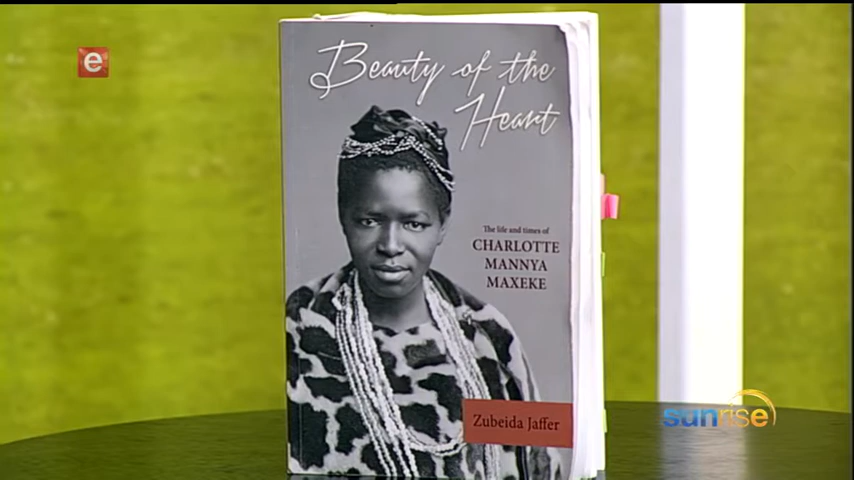 e
Beauty of the
Heart
The life and times of
CHARLOTTE
MANNYA
MAXEKE
Zubeida Jaffer
sunrise